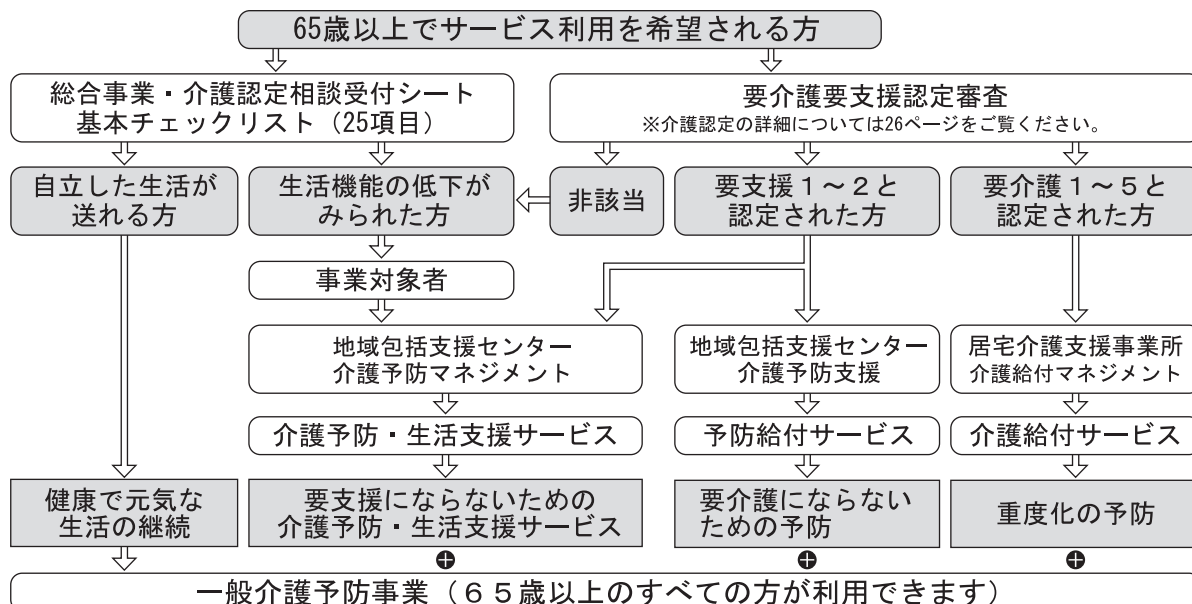 65歳以上でサービス利用を希望される方
総合事業・介護認定相談受付シート
基本チェックリスト（25項目）
要介護要支援認定審査
※介護認定の詳細については26ページをご覧ください。
自立した生活が
送れる方
生活機能の低下が
みられた方
非該当
要支援１～２と
認定された方
要介護１～５と
認定された方
事業対象者
地域包括支援センター
介護予防マネジメント
地域包括支援センター
介護予防支援
居宅介護支援事業所
介護給付マネジメント
介護予防・生活支援サービス
予防給付サービス
介護給付サービス
健康で元気な
生活の継続
要支援にならないための
介護予防・生活支援サービス
要介護にならない
ための予防
重度化の予防
一般介護予防事業（６５歳以上のすべての方が利用できます）